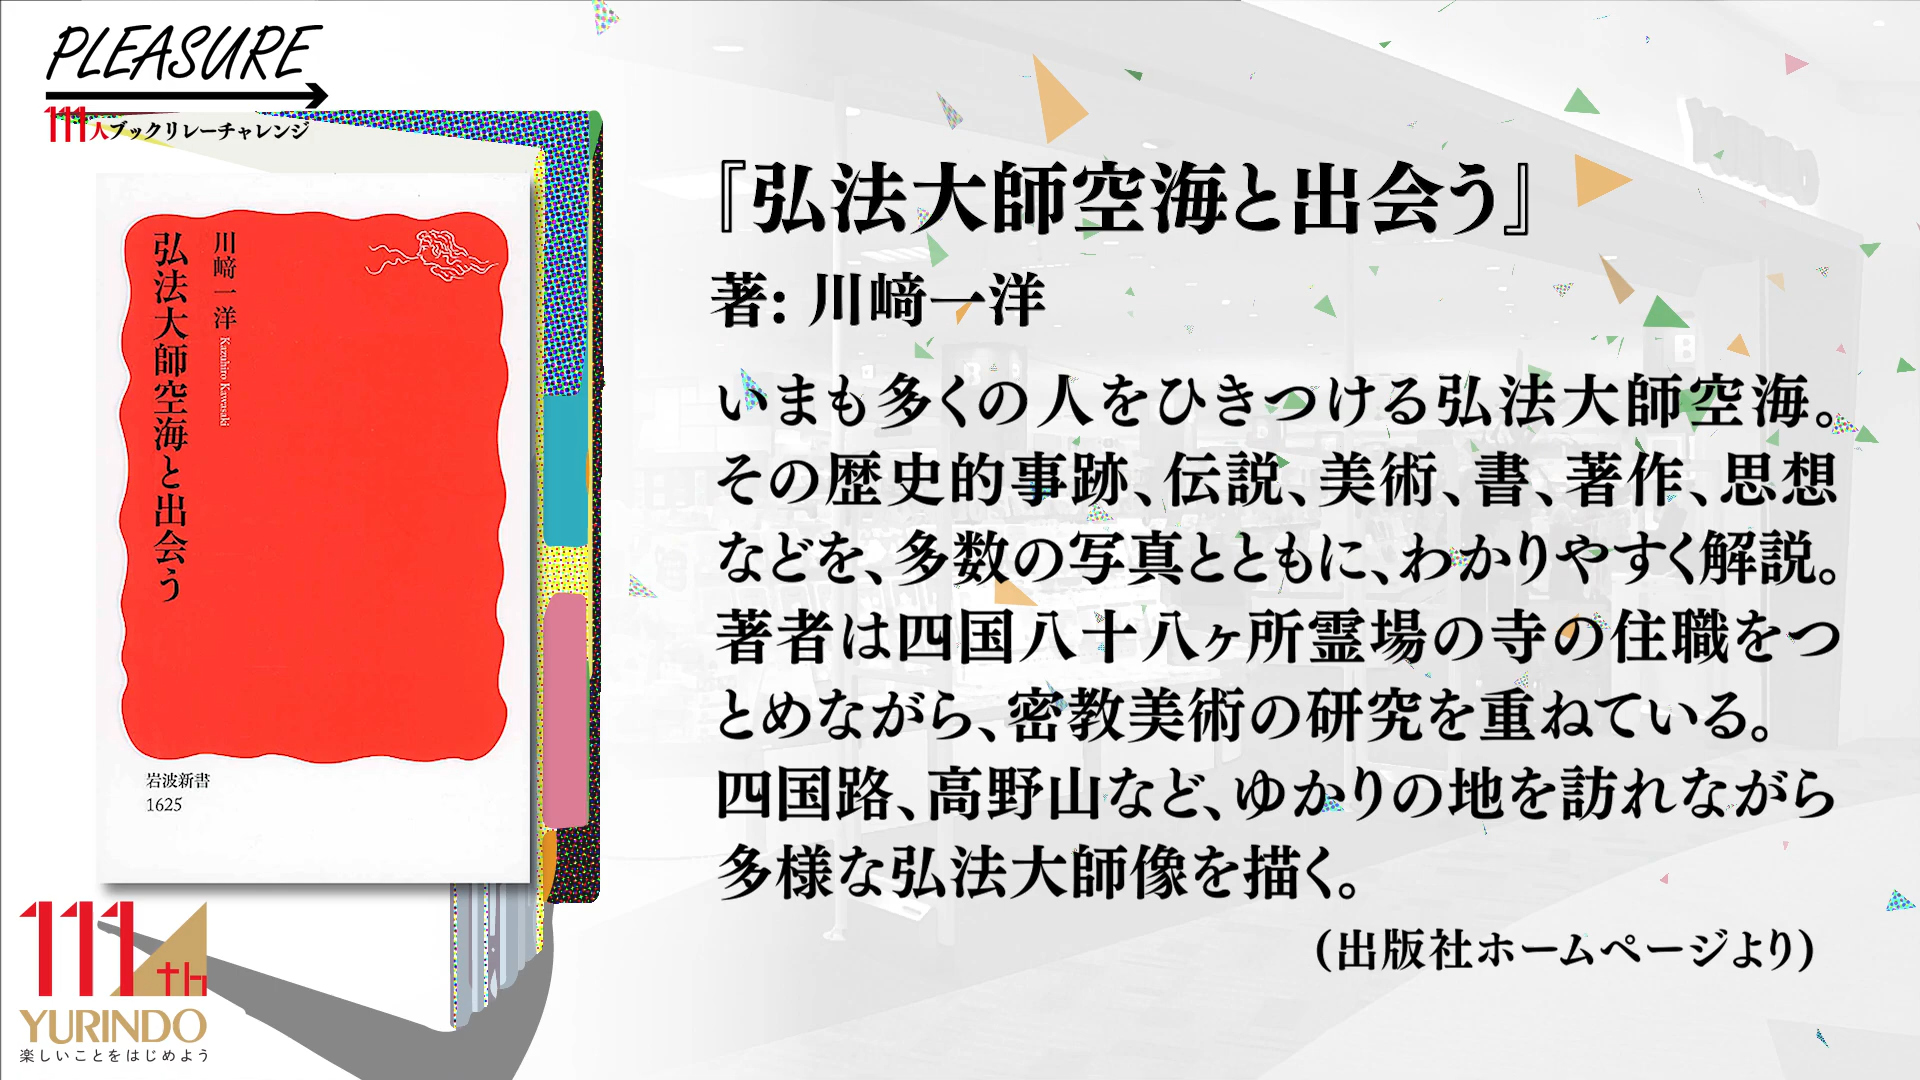 PLEASURE
111人ブックリレーチャレンジ
川﨑一洋 Kazuhiro Kawasaki
弘法大師空海と出会う
岩波新書
1625
『弘法大師空海と出会う』
著: 川﨑一洋
いまも多くの人をひきつける弘法大師空海。
その歴史的事跡、伝説、美術、書、著作、思想
などを、多数の写真とともに、わかりやすく解説。
著者は四国八十八ヶ所霊場の寺の住職をつ
とめながら、密教美術の研究を重ねている。
四国路、高野山など、ゆかりの地を訪れながら
多様な弘法大師像を描く。
(出版社ホームページより)
111th
YURINDO
楽しいことをはじめよう